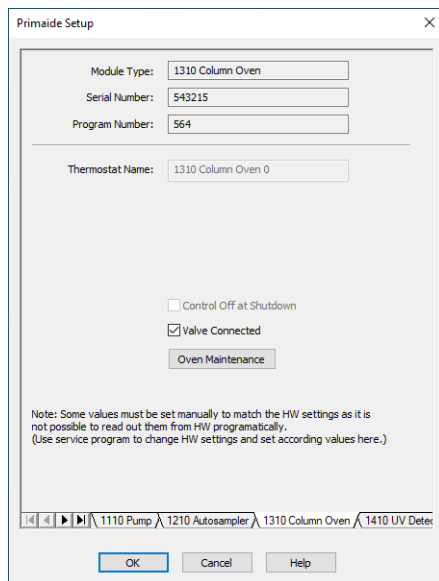 Primaide Setup
Module Type: 1310 Column Oven
Serial Number: 543215
Program Number: 564
Thermostat Name: 1310 Column Oven 0
Control Off at Shutdown
Valve Connected
Oven Maintenance
Note: Some values must be set manually to match the HW settings as it is
not possible to read out them from HW programatically.
(Use service program to change HW settings and set according values here.)
1110 Pump 1210 Autosampler 1310 Column Oven 1410 UV Detec
OK Cancel Help